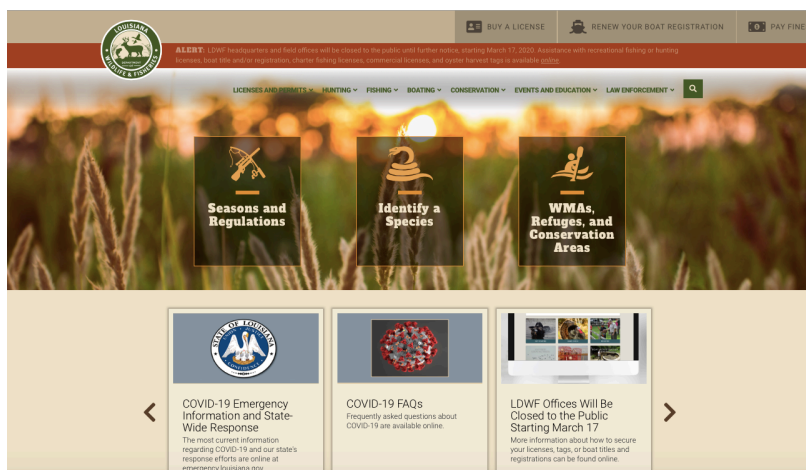 BUY A LICENSE
RENEW YOUR BOAT REGISTRATION
PAY FINE
LOUISIANA
DEPARTMENT
WILDLIFE & FISHERIES
ALERT: LDWF headquarters and field offices will be closed to the public until further notice, starting March 17, 2020. Assistance with recreational fishing or hunting
licenses, boat title and/or registration, charter fishing licenses, commercial licenses, and oyster harvest tags is available online
LICENSES AND PERMITS
HUNTING
FISHING
BOATING
CONSERVATION
EVENTS AND EDUCATION
LAW ENFORCEMENT
Seasons and
Regulations
Identify a
Species
WMAs,
Refuges, and
Conservation
Areas
STATE OF LOUISIANA
CONFIDENCE
COVID-19 Emergency
Information and State-
Wide Response
The most current information
regarding COVID-19 and our state's
response efforts are online at
emergency.louisiana.gov
COVID-19 FAQs
Frequently asked questions about
COVID-19 are available online.
LDWF Offices Will Be
Closed to the Public
Starting March 17
More information about how to secure
your licenses, tags, or boat titles and
registrations can be found online.